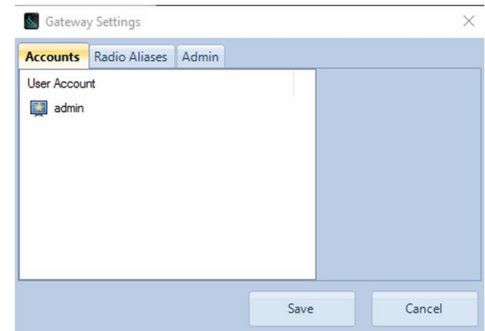 Gateway Settings
Accounts Radio Aliases Admin
User Account
admin
Save Cancel